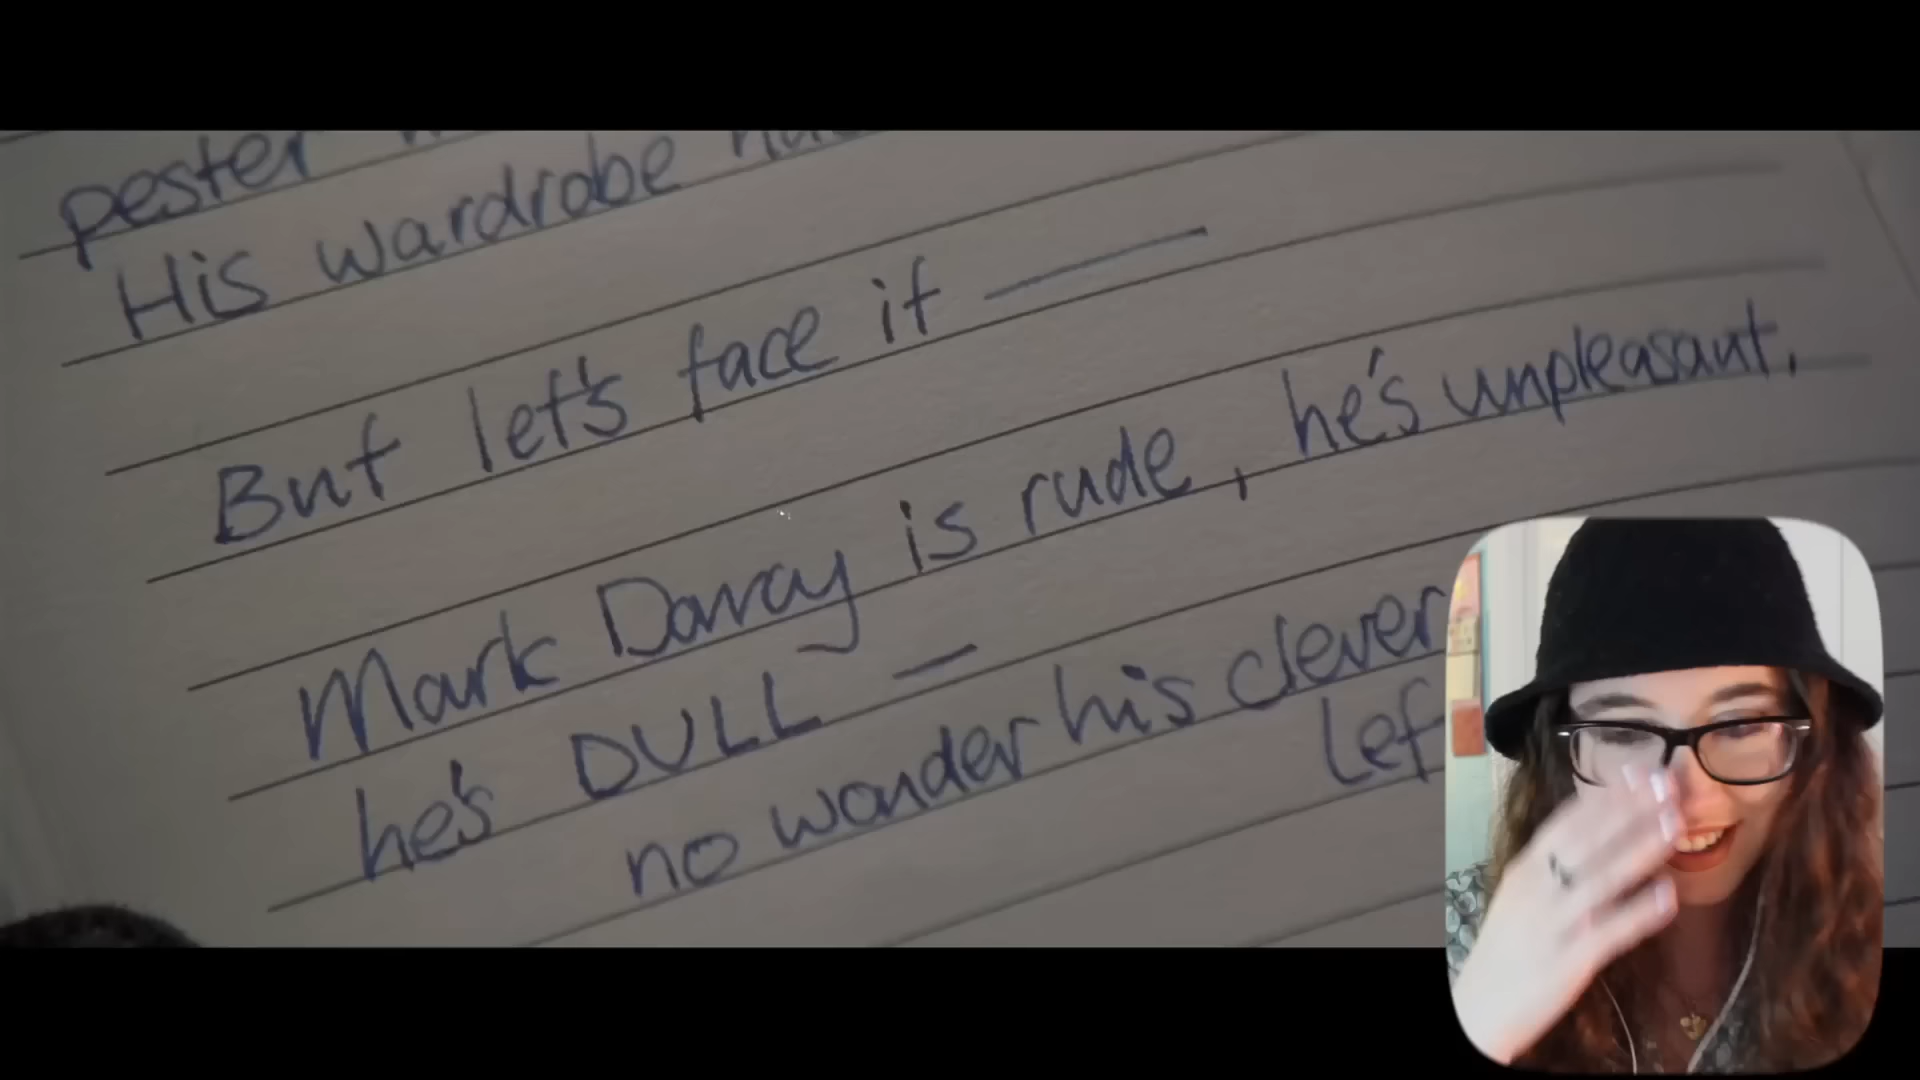 pester
His wardrobe
But let's face it —
Mark Darcy is rude, he's unpleasant.
he's DULL —
no wonder his clever